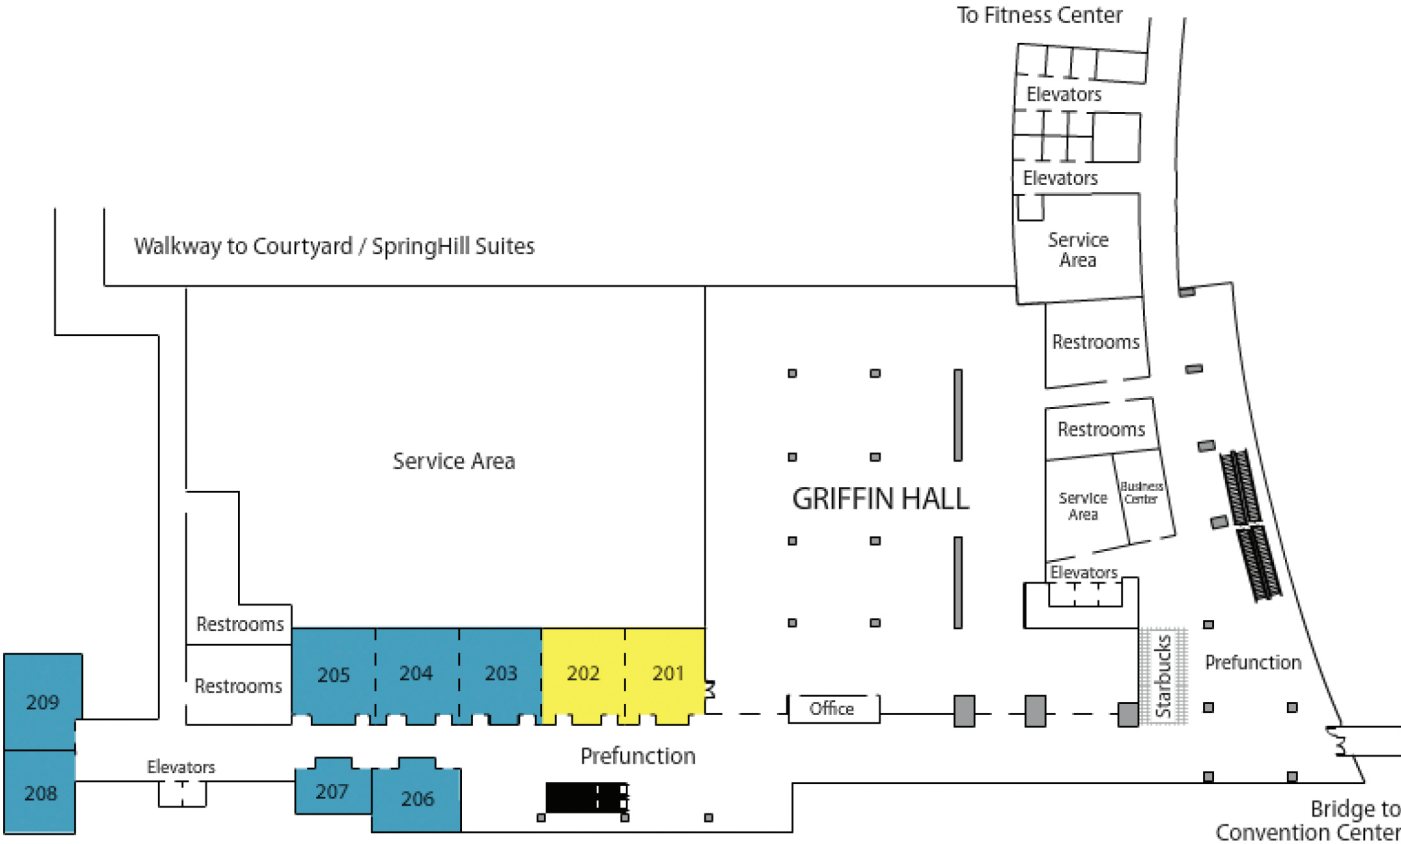 To Fitness Center
Elevators
Elevators
Service
Area
Walkway to Courtyard / SpringHill Suites
Restrooms
Restrooms
Service Area
GRIFFIN HALL
Service
Area
Business
Center
Elevators
Restrooms
Restrooms
205
204
203
202
201
Office
Starbucks
Prefunction
209
208
Elevators
207
206
Prefunction
Bridge to
Convention Center